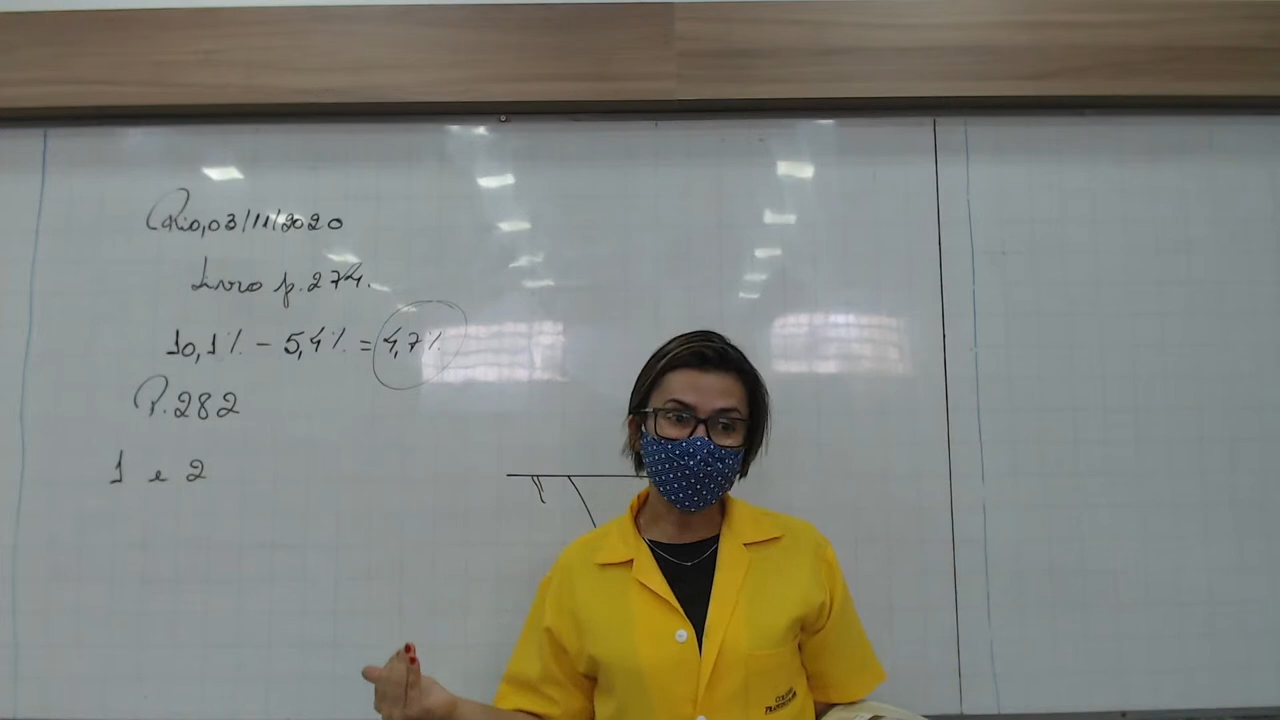 Rio, 03/11/2020
Livro p. 274.
10,1% - 5,4% = 4,7%
P. 282
1 e 2